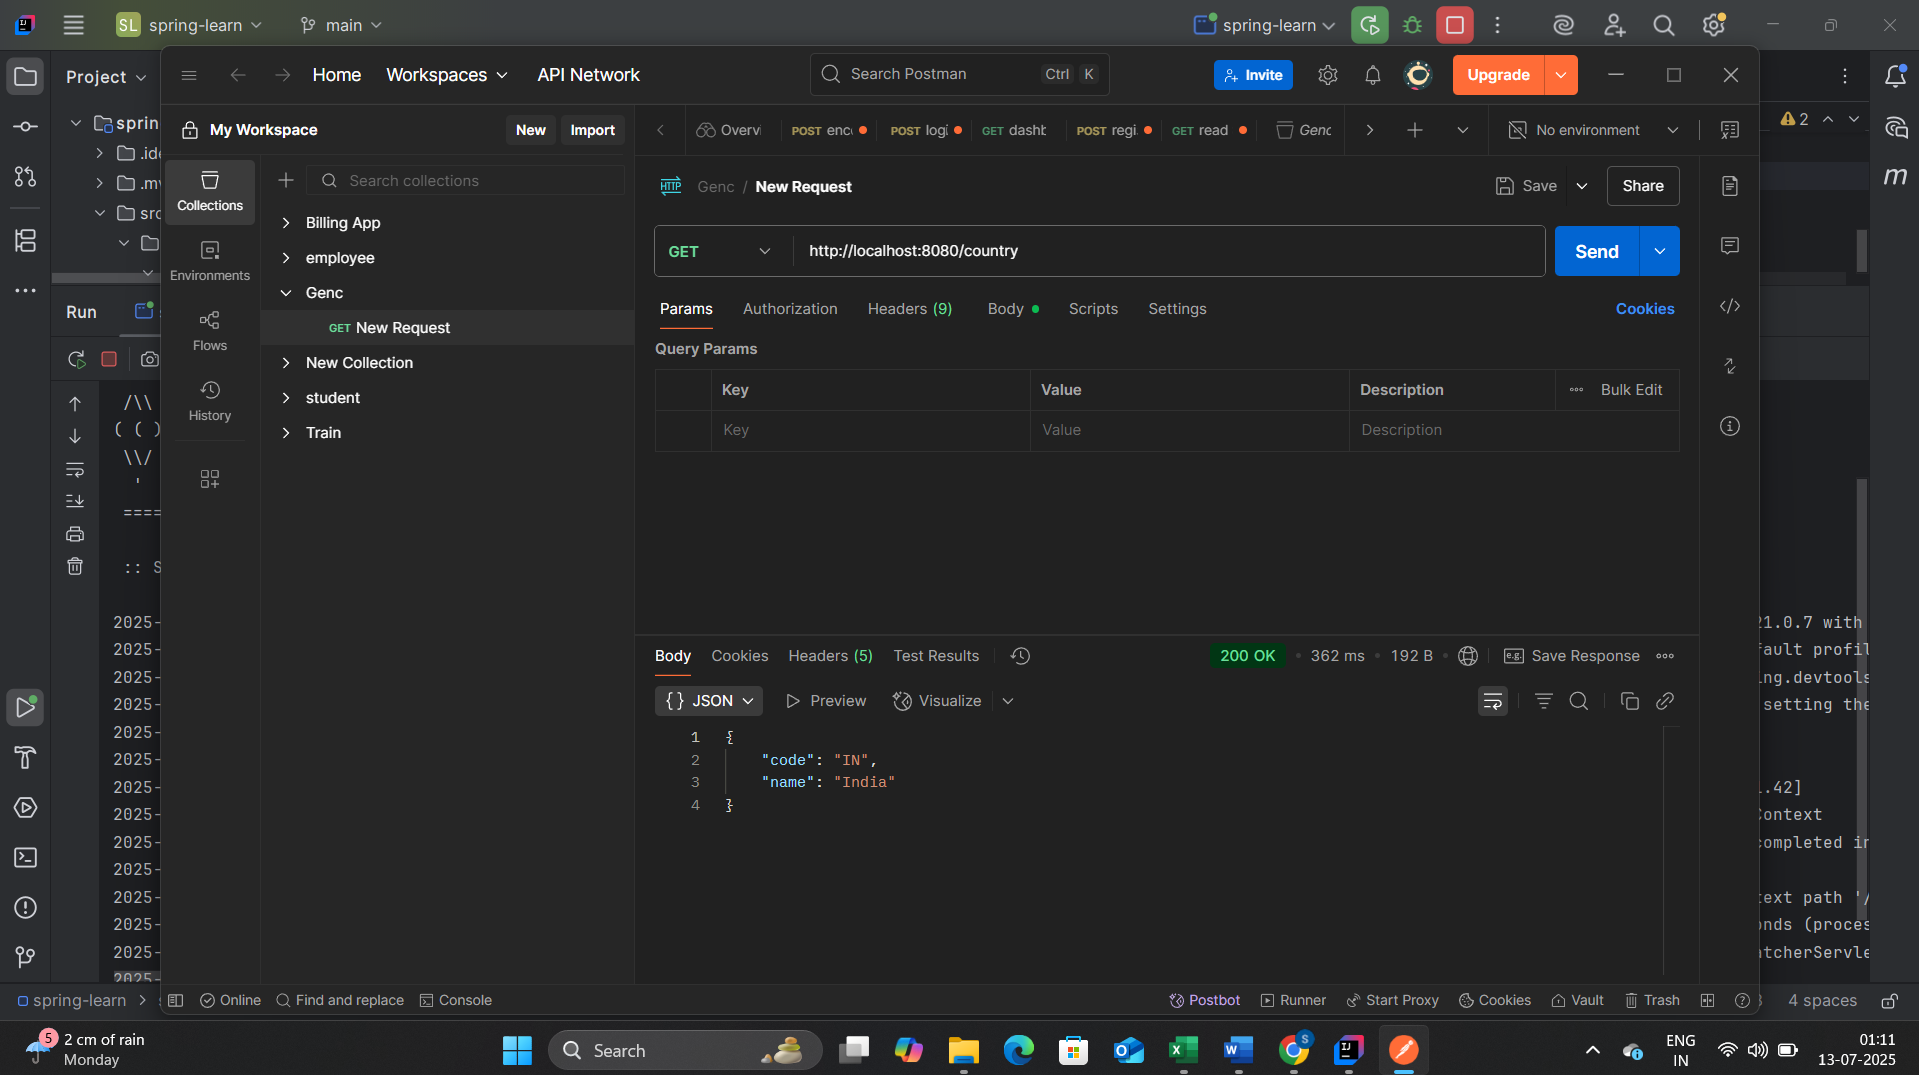 SL spring-learn main spring-learn
Project
Home Workspaces API Network Search Postman Ctrl K Invite Upgrade
My Workspace New Import
Overvi POST enc POST logi GET dashb POST regi GET read Genc No environment
2
Collections
Environments
Flows
History
Search collections
Billing App
employee
Genc
GET New Request
New Collection
student
Train
HTTP Genc / New Request Save Share
GET http://localhost:8080/country Send
Params Authorization Headers (9) Body Scripts Settings Cookies
Query Params
Key Value Description Bulk Edit
Key Value Description
Body Cookies Headers (5) Test Results 200 OK 362 ms 192 B e.g. Save Response
{} JSON Preview Visualize
1 {
2 "code": "IN",
3 "name": "India"
4 }
sprin
.ide
.mv
src
Run
/\\
( ( )
\\/
'
====
:: S
2025-
2025-
2025-
2025-
2025-
2025-
2025-
2025-
2025-
2025-
2025-
2025-
2025-
2025-
21.0.7 with
fault profil
ing.devtools
setting the
.42]
Context
completed in
text path '/
onds (proces
atcherServle
spring-learn
Online Find and replace Console Postbot Runner Start Proxy Cookies Vault Trash
4 spaces
5 2 cm of rain
Monday
Search
ENG
IN
01:11
13-07-2025